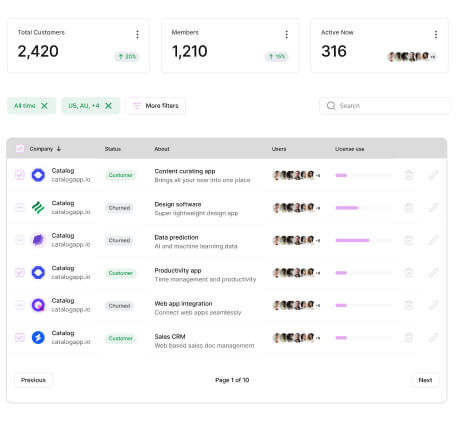 Total Customers
2,420
↑ 20%
Members
1,210
↑ 15%
Active Now
316
+5
All time ✕
US, AU, +4 ✕
More filters
Search
Company ↓ Status About Users License use
Catalog
catalogapp.io
Customer
Content curating app
Brings all your new into one place
+4
Catalog
catalogapp.io
Churned
Design software
Super lightweight design app
+4
Catalog
catalogapp.io
Churned
Data prediction
AI and machine learning data
+4
Catalog
catalogapp.io
Customer
Productivity app
Time management and productivity
+4
Catalog
catalogapp.io
Churned
Web app integration
Connect web apps seamlessly
+4
Catalog
catalogapp.io
Customer
Sales CRM
Web based sales doc management
+4
Previous
Page 1 of 10
Next